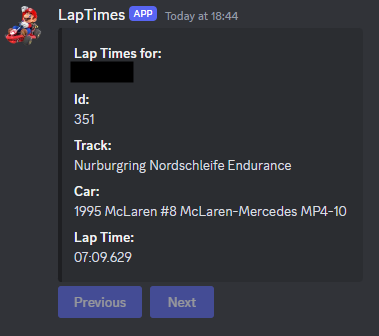 LapTimes APP Today at 18:44
Lap Times for:
Id:
351
Track:
Nurburgring Nordschleife Endurance
Car:
1995 McLaren #8 McLaren-Mercedes MP4-10
Lap Time:
07:09.629
Previous Next